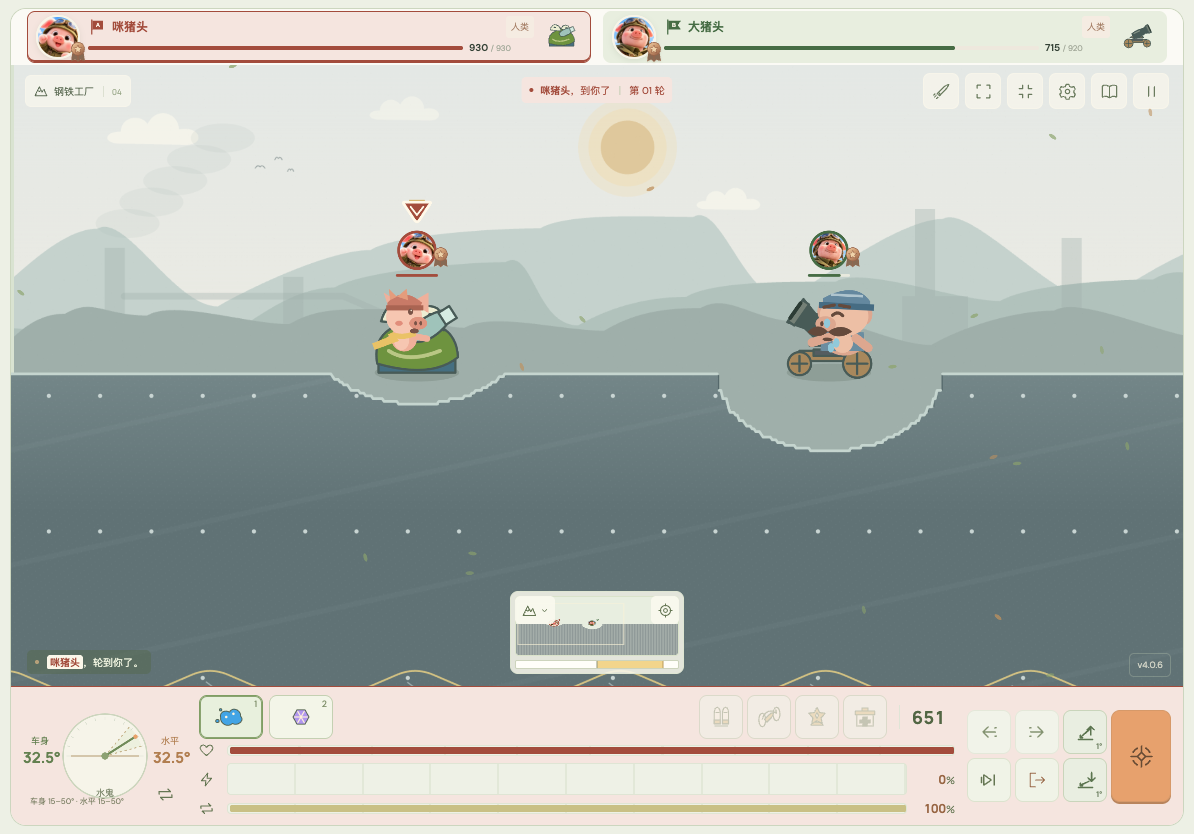 咪猪头
人类
930 / 930
大猪头
人类
715 / 920
钢铁工厂 04
咪猪头，到你了 第 01 轮
咪猪头，轮到你了。
v4.0.6
1
2
651
车身
32.5°
水平
32.5°
水鬼
车身 15–50° · 水平 15–50°
0%
100%
1°
1°